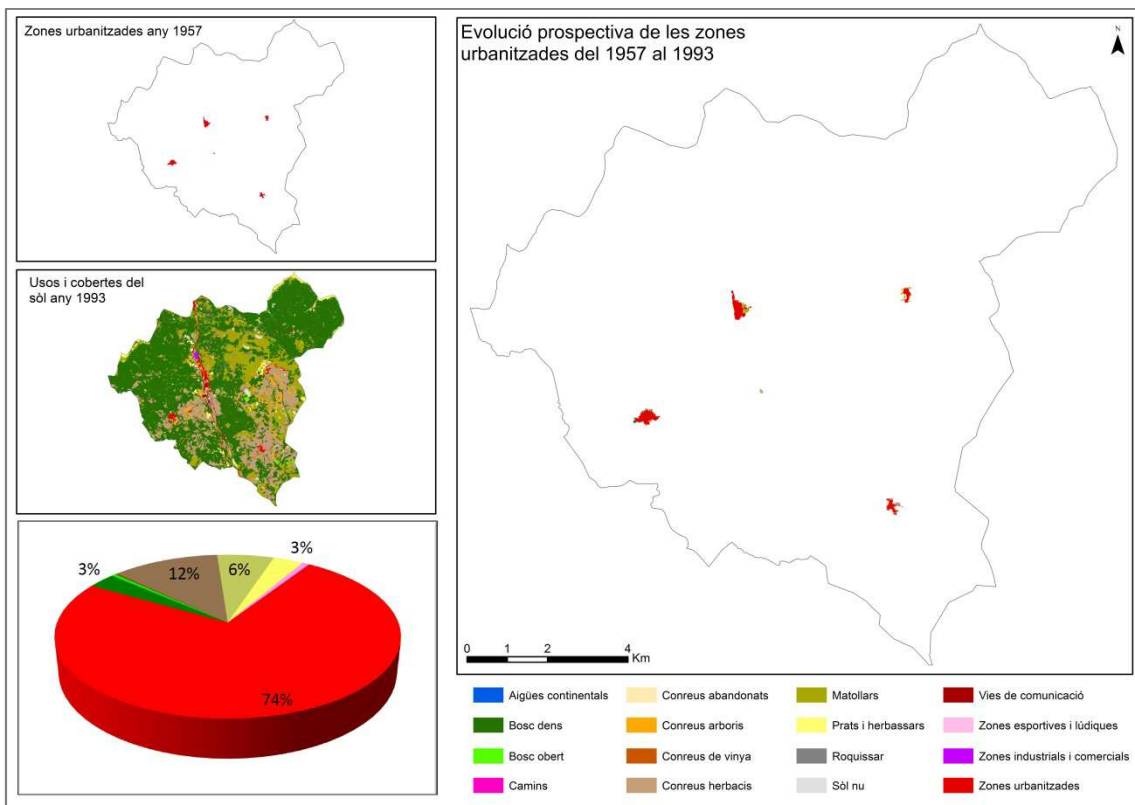 Zones urbanitzades any 1957
Evolució prospectiva de les zones
urbanitzades del 1957 al 1993
N
Usos i cobertes del
sòl any 1993
3%
12%
6%
3%
74%
0 1 2 4
Km
Aigües continentals
Bosc dens
Bosc obert
Camins
Conreus abandonats
Conreus arboris
Conreus de vinya
Conreus herbacis
Matollars
Prats i herbassars
Roquissar
Sòl nu
Vies de comunicació
Zones esportives i lúdiques
Zones industrials i comercials
Zones urbanitzades